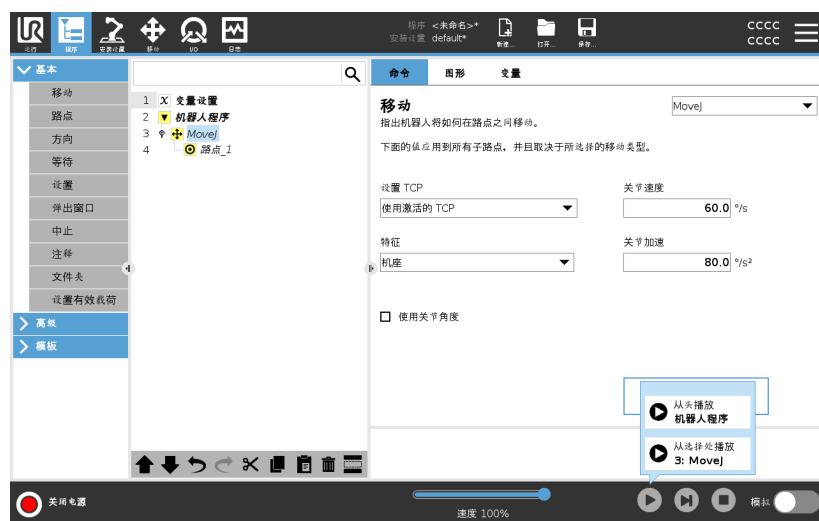 程序 <未命名>*
安装设置 default*
CCCC
CCCC
运行 程序 安装设置 移动 I/O 日志 新建... 打开... 保存...
基本
移动
路点
方向
等待
设置
弹出窗口
中止
注释
文件夹
设置有效载荷
高级
模板
1 X 变量设置
2 机器人程序
3 MoveJ
4 路点_1
命令 图形 变量
移动
MoveJ
指出机器人将如何在路点之间移动。
下面的值应用到所有子路点，并且取决于所选择的移动类型。
设置 TCP 关节速度
使用激活的 TCP 60.0 °/s
特征 关节加速
机座 80.0 °/s²
使用关节角度
从头播放
机器人程序
从选择处播放
3: MoveJ
关闭电源
速度 100%
模拟